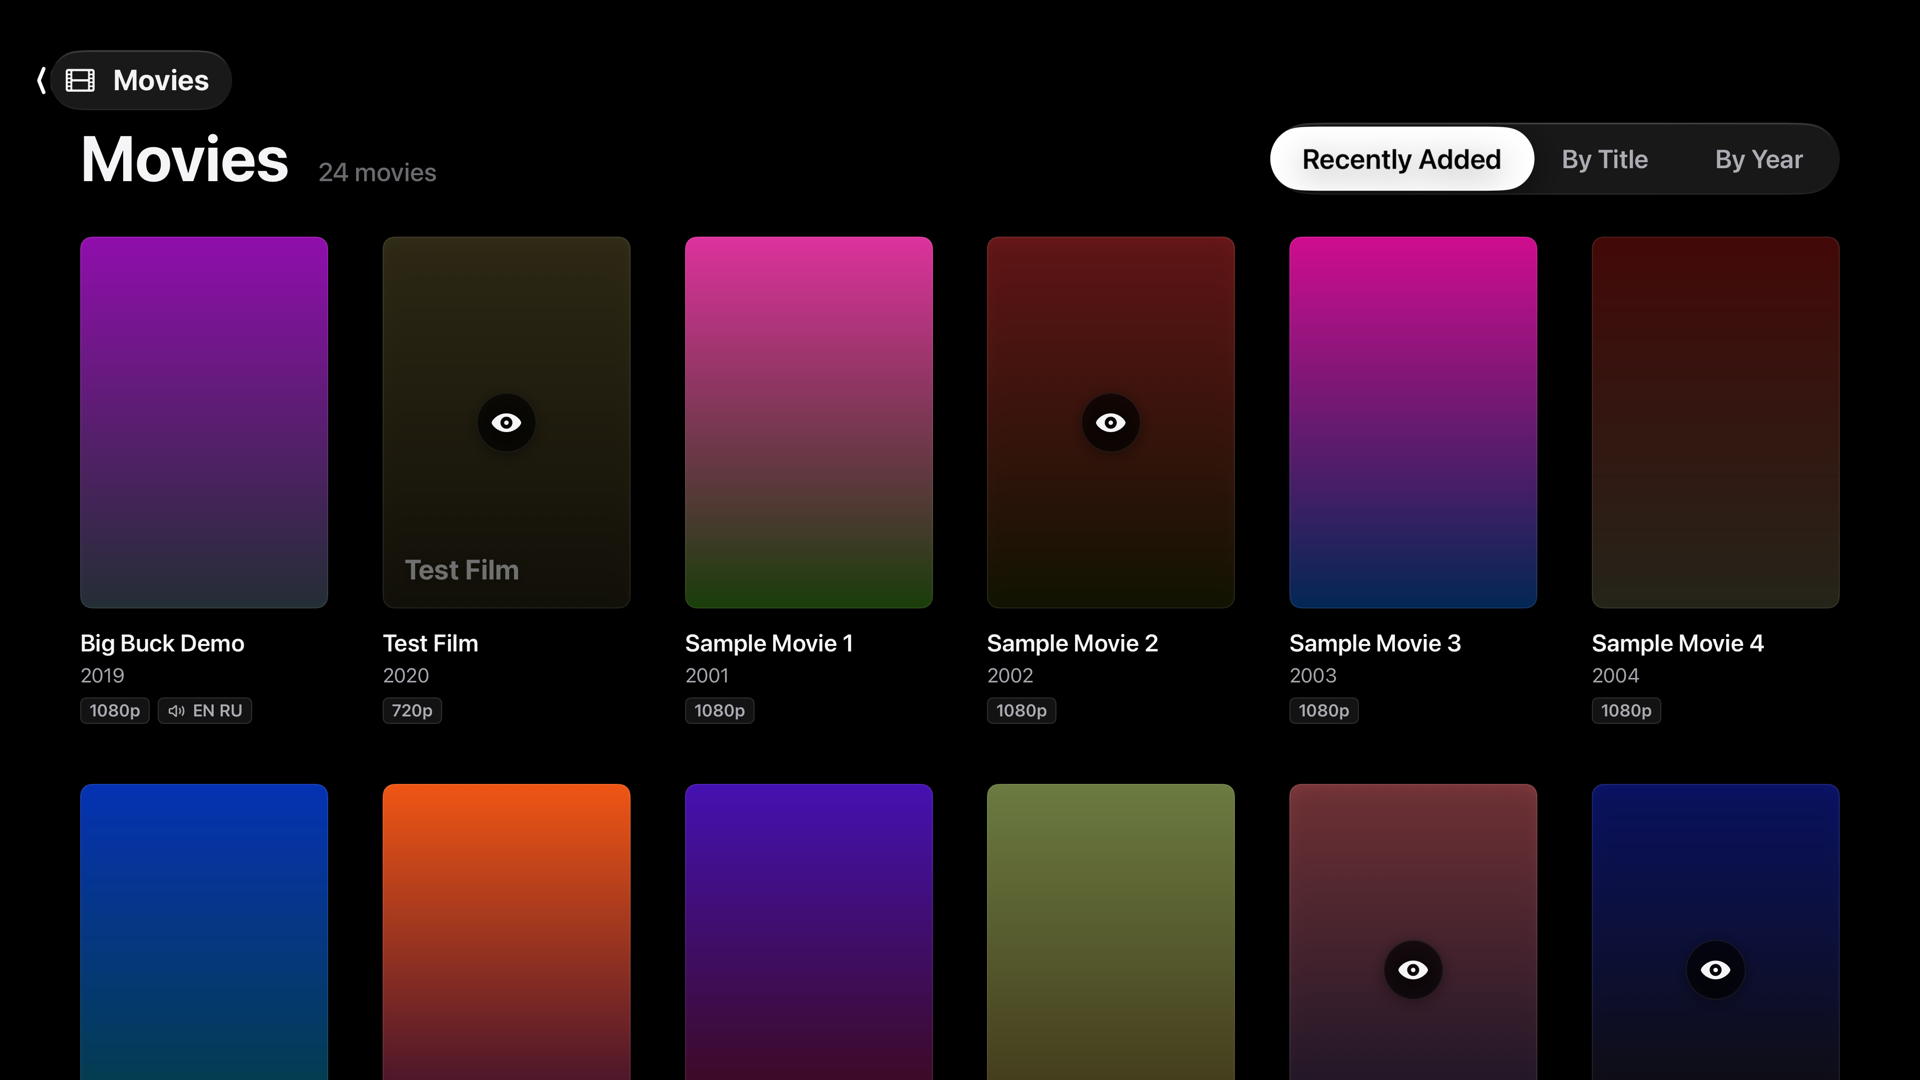 Movies
Movies 24 movies
Recently Added By Title By Year
Test Film
Big Buck Demo Test Film Sample Movie 1 Sample Movie 2 Sample Movie 3 Sample Movie 4
2019 2020 2001 2002 2003 2004
1080p EN RU 720p 1080p 1080p 1080p 1080p